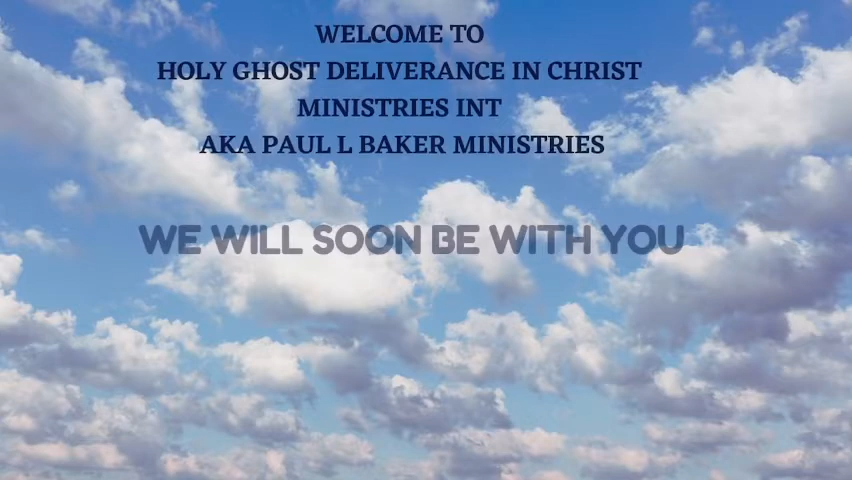 WELCOME TO
HOLY GHOST DELIVERANCE IN CHRIST
MINISTRIES INT
AKA PAUL L BAKER MINISTRIES
WE WILL SOON BE WITH YOU